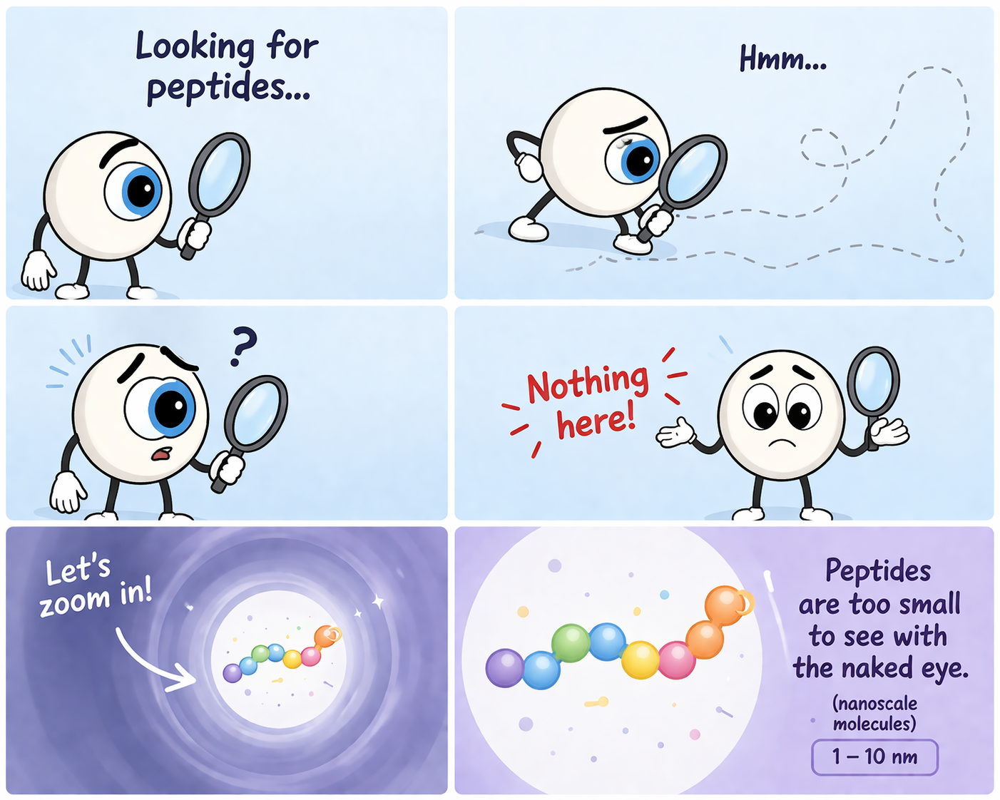 Looking for
peptides...
Hmm...
?
Nothing
here!
Let's
zoom in!
Peptides
are too small
to see with
the naked eye.
(nanoscale
molecules)
1 – 10 nm